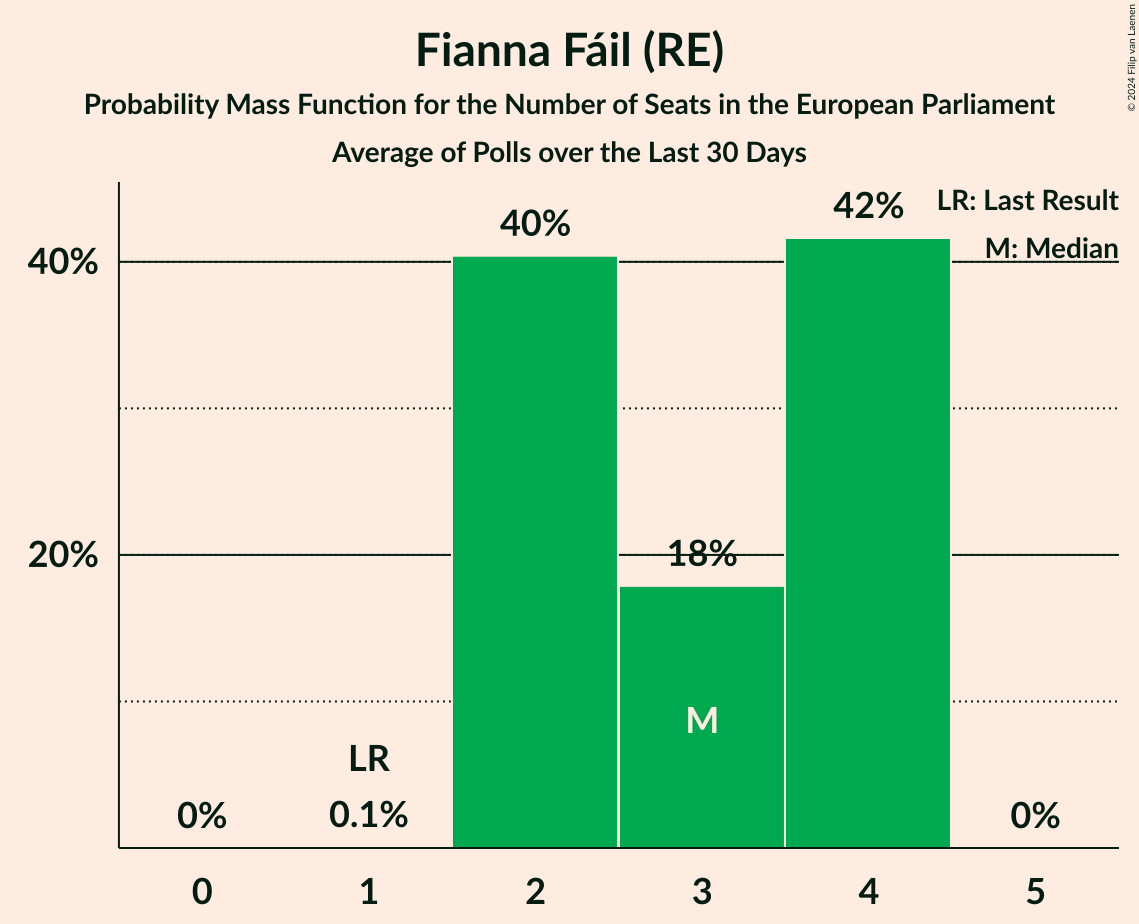 Fianna Fáil (RE)
Probability Mass Function for the Number of Seats in the European Parliament
Average of Polls over the Last 30 Days
© 2024 Filip van Laenen
LR: Last Result
M: Median
40%
20%
40%
18%
42%
M
LR
0%
0.1%
0%
0
1
2
3
4
5